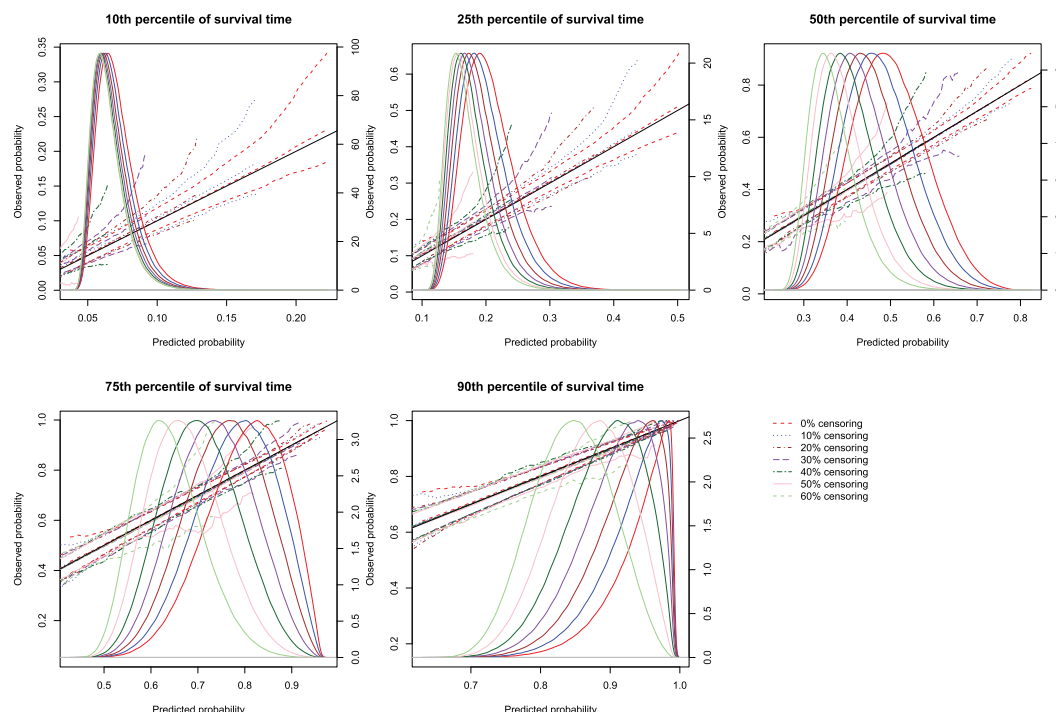 10th percentile of survival time
0.00 0.05 0.10 0.15 0.20 0.25 0.30 0.35
Observed probability
0 20 40 60 80 100
0.05 0.10 0.15 0.20
Predicted probability
25th percentile of survival time
0.0 0.1 0.2 0.3 0.4 0.5 0.6
Observed probability
0 5 10 15 20
0.1 0.2 0.3 0.4 0.5
Predicted probability
50th percentile of survival time
0.0 0.2 0.4 0.6 0.8
Observed probability
0.3 0.4 0.5 0.6 0.7 0.8
Predicted probability
75th percentile of survival time
0.2 0.4 0.6 0.8 1.0
Observed probability
0.0 0.5 1.0 1.5 2.0 2.5 3.0
0.5 0.6 0.7 0.8 0.9
Predicted probability
90th percentile of survival time
0.2 0.4 0.6 0.8 1.0
Observed probability
0.0 0.5 1.0 1.5 2.0 2.5
0.7 0.8 0.9 1.0
Predicted probability
0% censoring
10% censoring
20% censoring
30% censoring
40% censoring
50% censoring
60% censoring